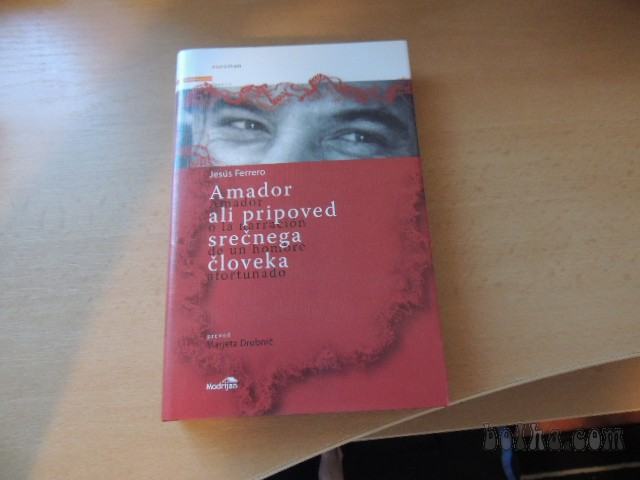 euroman
Jesús Ferrero
Amador
Amador
ali pripoved
o la narración
srečnega
de un hombre
človeka
afortunado
prevod
Marjeta Drobnič
Modrijan
bolha.com